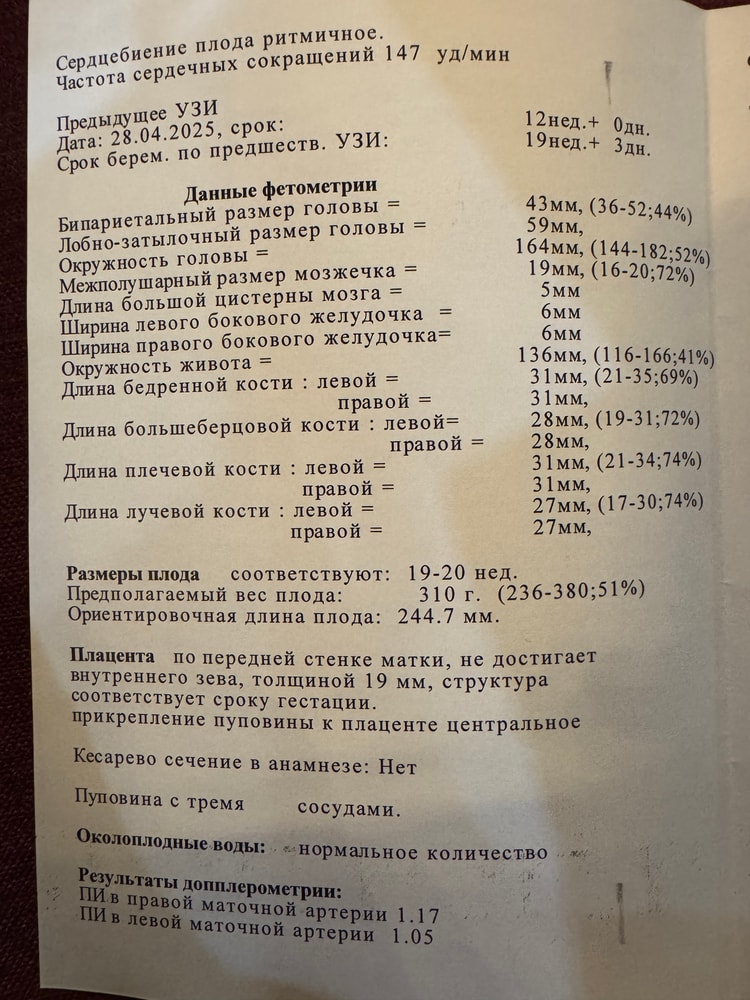 Сердцебиение плода ритмичное.
Частота сердечных сокращений 147 уд/мин
Предыдущее УЗИ
Дата: 28.04.2025, срок: 12нед.+ 0дн.
Срок берем. по предшеств. УЗИ: 19нед.+ 3дн.
Данные фетометрии
Бипариетальный размер головы = 43мм, (36-52;44%)
Лобно-затылочный размер головы = 59мм,
Окружность головы = 164мм, (144-182;52%)
Межполушарный размер мозжечка = 19мм, (16-20;72%)
Длина большой цистерны мозга = 5мм
Ширина левого бокового желудочка = 6мм
Ширина правого бокового желудочка= 6мм
Окружность живота = 136мм, (116-166;41%)
Длина бедренной кости : левой = 31мм, (21-35;69%)
правой = 31мм,
Длина большеберцовой кости : левой= 28мм, (19-31;72%)
правой = 28мм,
Длина плечевой кости : левой = 31мм, (21-34;74%)
правой = 31мм,
Длина лучевой кости : левой = 27мм, (17-30;74%)
правой = 27мм,
Размеры плода соответствуют: 19-20 нед.
Предполагаемый вес плода: 310 г. (236-380;51%)
Ориентировочная длина плода: 244.7 мм.
Плацента по передней стенке матки, не достигает
внутреннего зева, толщиной 19 мм, структура
соответствует сроку гестации.
прикрепление пуповины к плаценте центральное
Кесарево сечение в анамнезе: Нет
Пуповина с тремя сосудами.
Околоплодные воды: нормальное количество
Результаты допплерометрии:
ПИ в правой маточной артерии 1.17
ПИ в левой маточной артерии 1.05